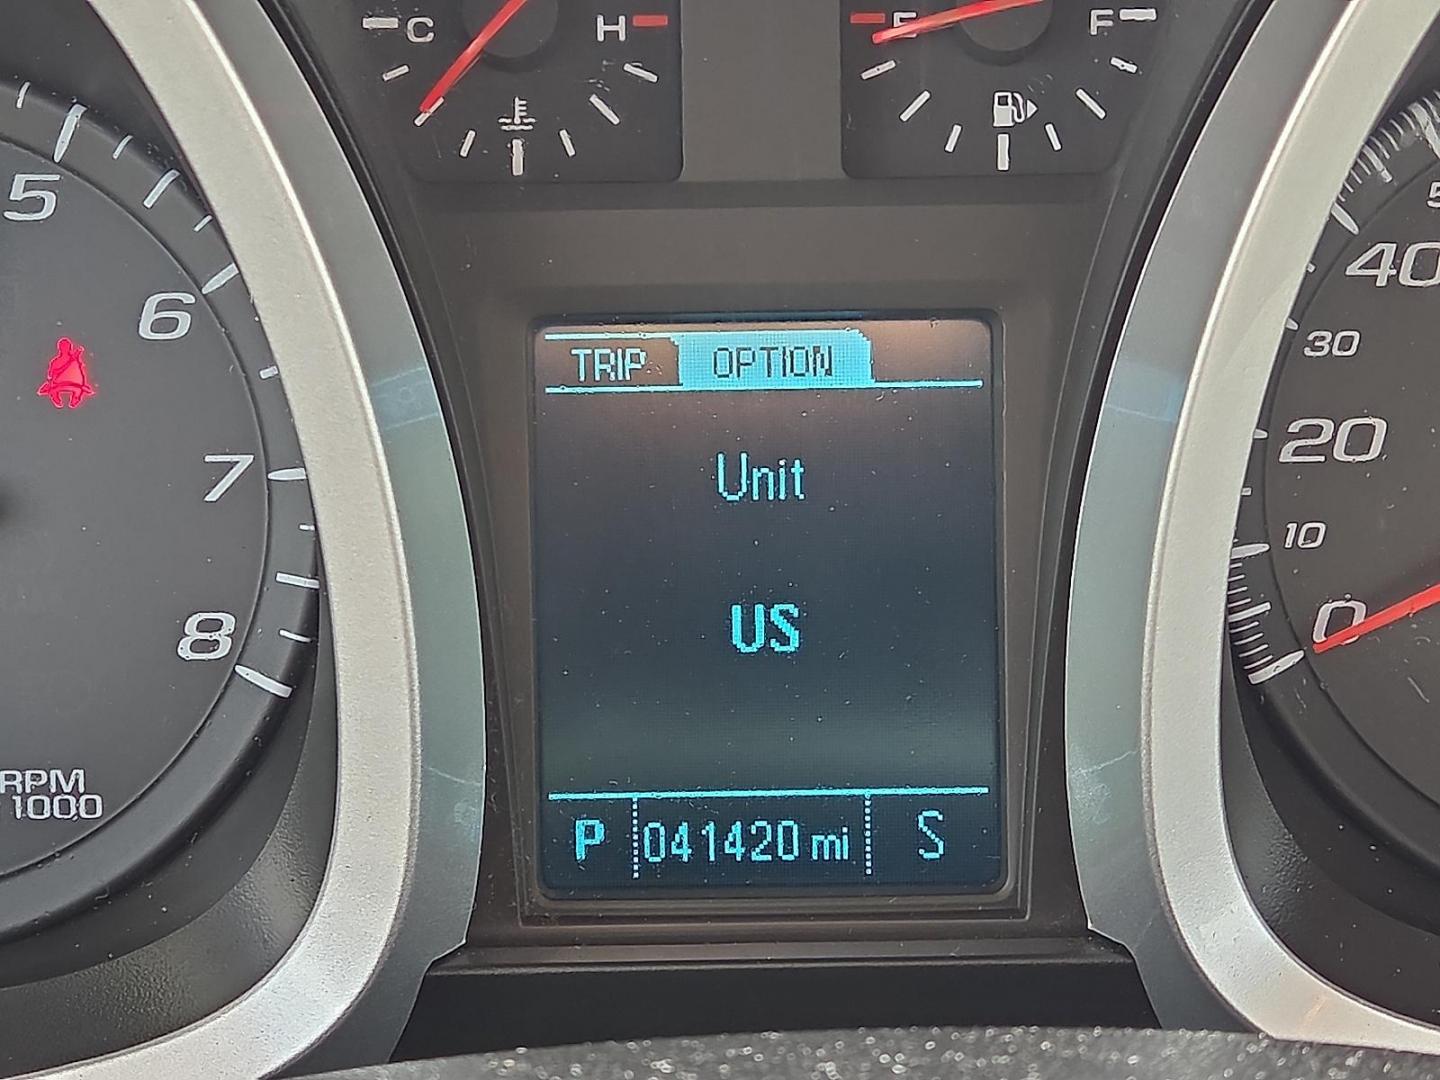 C H
E F
5
6
7
8
RPM
1000
TRIP OPTION
Unit
US
P 041420 mi S
40
30
20
10
0